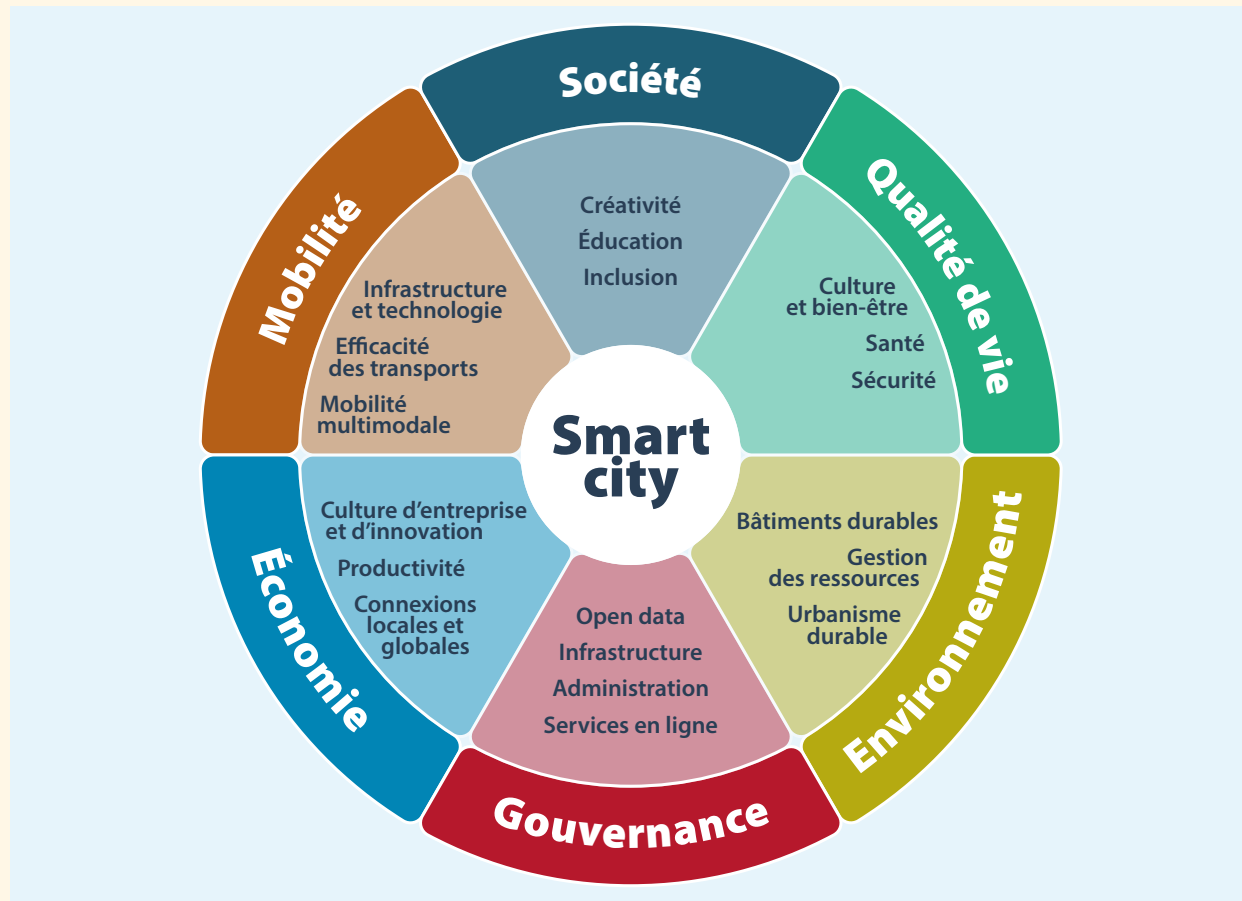 Société
Créativité
Éducation
Inclusion
Qualité de vie
Culture
et bien-être
Santé
Sécurité
Environnement
Bâtiments durables
Gestion
des ressources
Urbanisme
durable
Gouvernance
Open data
Infrastructure
Administration
Services en ligne
Économie
Culture d’entreprise
et d’innovation
Productivité
Connexions
locales et
globales
Mobilité
Infrastructure
et technologie
Efficacité
des transports
Mobilité
multimodale
Smart
city